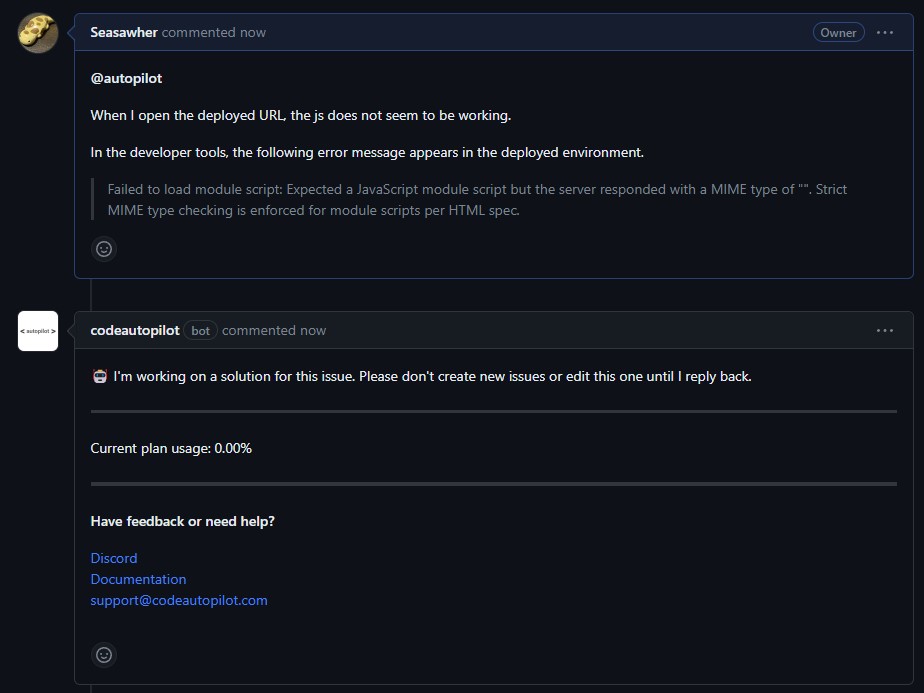 Seasawher commented now
Owner
@autopilot
When I open the deployed URL, the js does not seem to be working.
In the developer tools, the following error message appears in the deployed environment.
Failed to load module script: Expected a JavaScript module script but the server responded with a MIME type of "". Strict
MIME type checking is enforced for module scripts per HTML spec.
< autopilot >
codeautopilot bot commented now
I'm working on a solution for this issue. Please don't create new issues or edit this one until I reply back.
Current plan usage: 0.00%
Have feedback or need help?
Discord
Documentation
support@codeautopilot.com